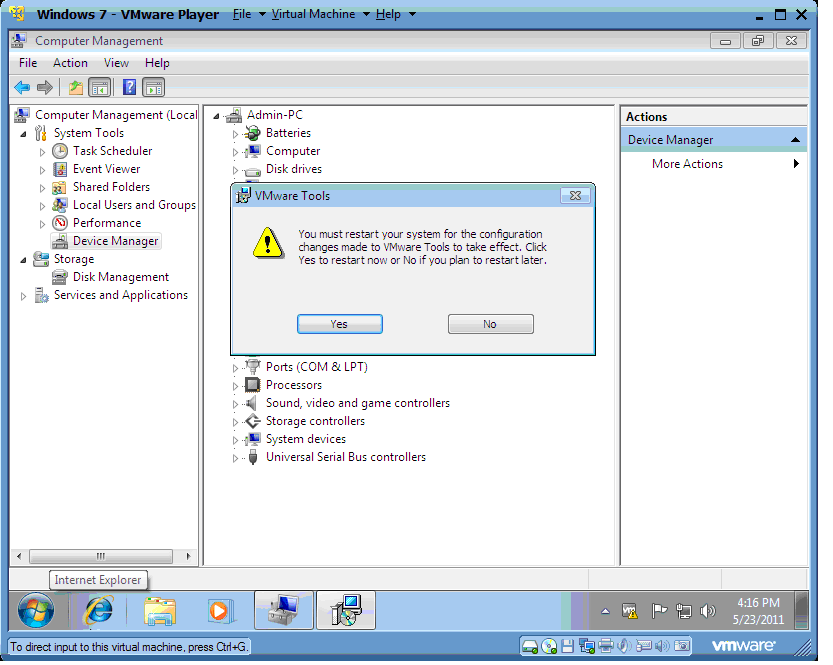 Windows 7 - VMware Player File Virtual Machine Help
Computer Management
File Action View Help
Computer Management (Local
System Tools
Task Scheduler
Event Viewer
Shared Folders
Local Users and Groups
Performance
Device Manager
Storage
Disk Management
Services and Applications
Admin-PC
Batteries
Computer
Disk drives
VMware Tools
You must restart your system for the configuration
changes made to VMware Tools to take effect. Click
Yes to restart now or No if you plan to restart later.
Yes No
Ports (COM & LPT)
Processors
Sound, video and game controllers
Storage controllers
System devices
Universal Serial Bus controllers
Actions
Device Manager
More Actions
Internet Explorer
4:16 PM
5/23/2011
To direct input to this virtual machine, press Ctrl+G.
vmware